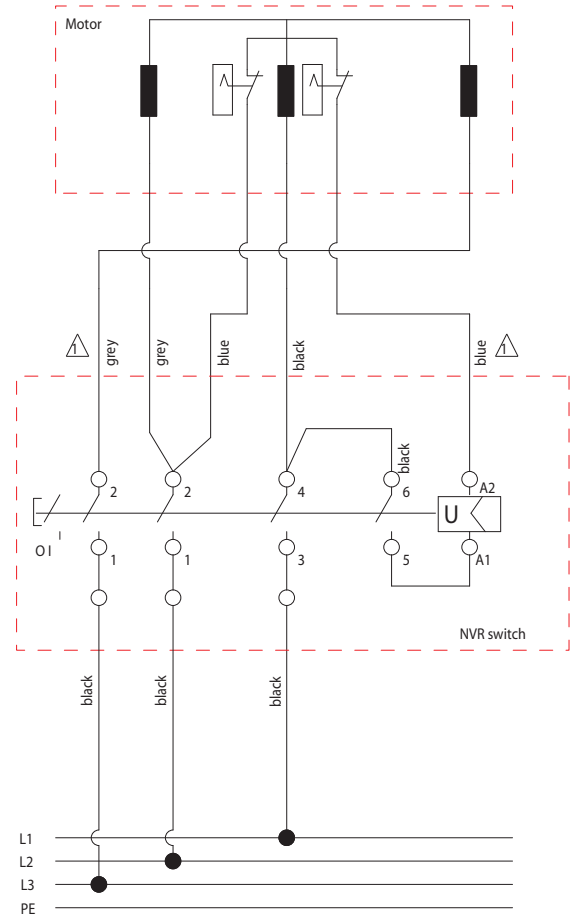 Motor
1
grey
grey
blue
black
blue
1
black
2
2
4
6
A2
U
O I
1
1
3
5
A1
NVR switch
black
black
black
L1
L2
L3
PE